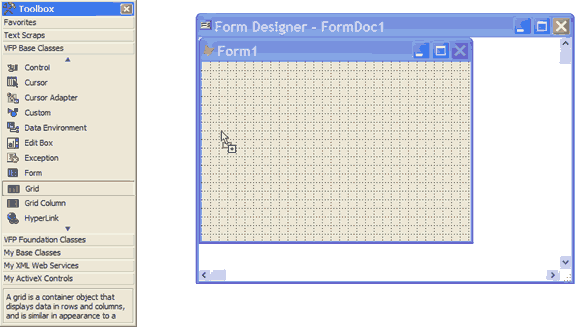 Toolbox
Favorites
Text Scraps
VFP Base Classes
Control
Cursor
Cursor Adapter
Custom
Data Environment
Edit Box
Exception
Form
Grid
Grid Column
HyperLink
VFP Foundation Classes
My Base Classes
My XML Web Services
My ActiveX Controls
A grid is a container object that
displays data in rows and columns,
and is similar in appearance to a
Form Designer - FormDoc1
Form1